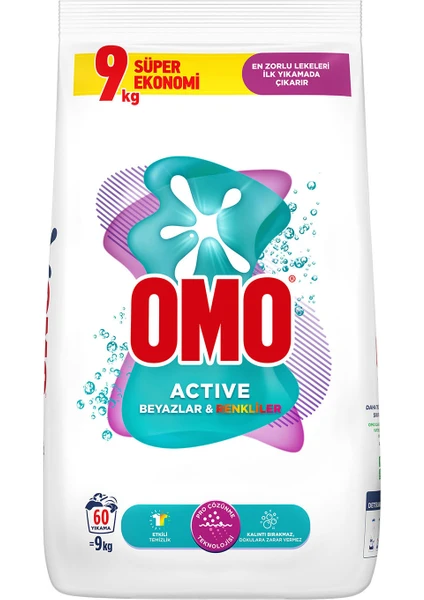 9 kg
SÜPER
EKONOMİ
EN ZORLU LEKELERİ
İLK YIKAMADA
ÇIKARIR
OMO®
ACTIVE
BEYAZLAR & RENKLİLER
60
YIKAMA
=9kg
ETKİLİ
TEMİZLİK
PRO ÇÖZÜNME
TEKNOLOJİSİ
KALINTI BIRAKMAZ,
DOKULARA ZARAR VERMEZ